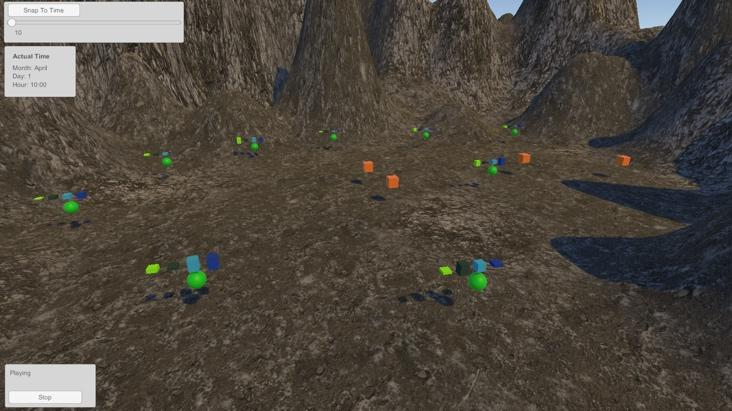 Snap To Time
10
Actual Time
Month: April
Day: 1
Hour: 10:00
Playing
Stop